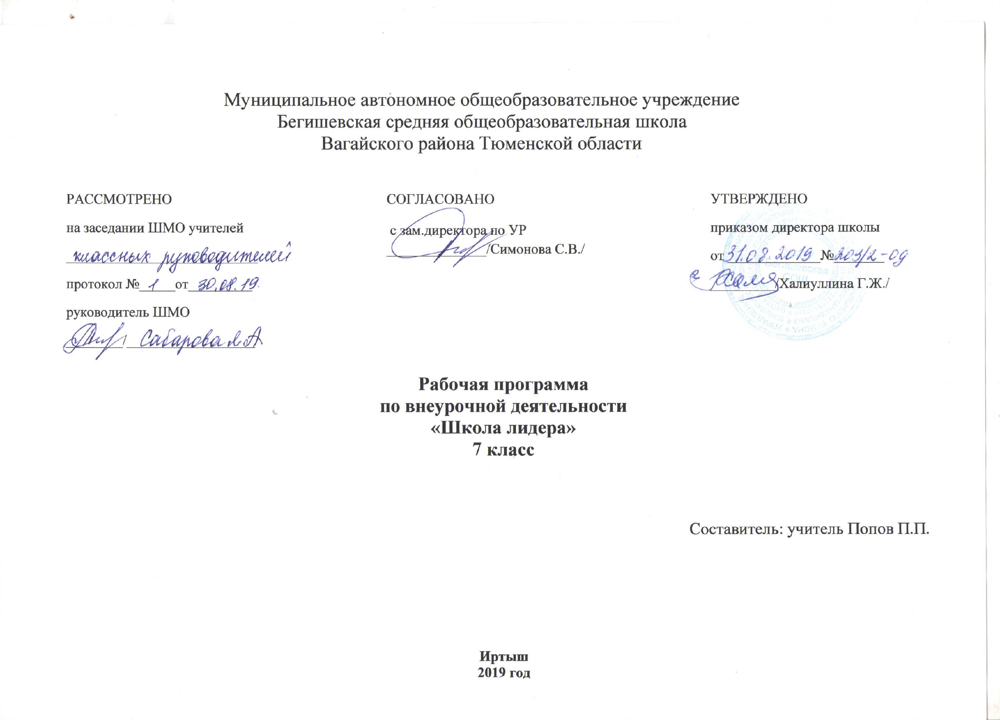 Муниципальное автономное общеобразовательное учреждение
Бегишевская средняя общеобразовательная школа
Вагайского района Тюменской области
РАССМОТРЕНО
на заседании ШМО учителей
классных руководителей
протокол № 1 от 30.08.19.
руководитель ШМО
/ Сабарова А.А
СОГЛАСОВАНО
с зам.директора по УР
/Симонова С.В./
УТВЕРЖДЕНО
приказом директора школы
от 31.08.2019 № 203/2-од
/Халиуллина Г.Ж./
Бегишевская
СОШ
Рабочая программа
по внеурочной деятельности
«Школа лидера»
7 класс
Составитель: учитель Попов П.П.
Иртыш
2019 год